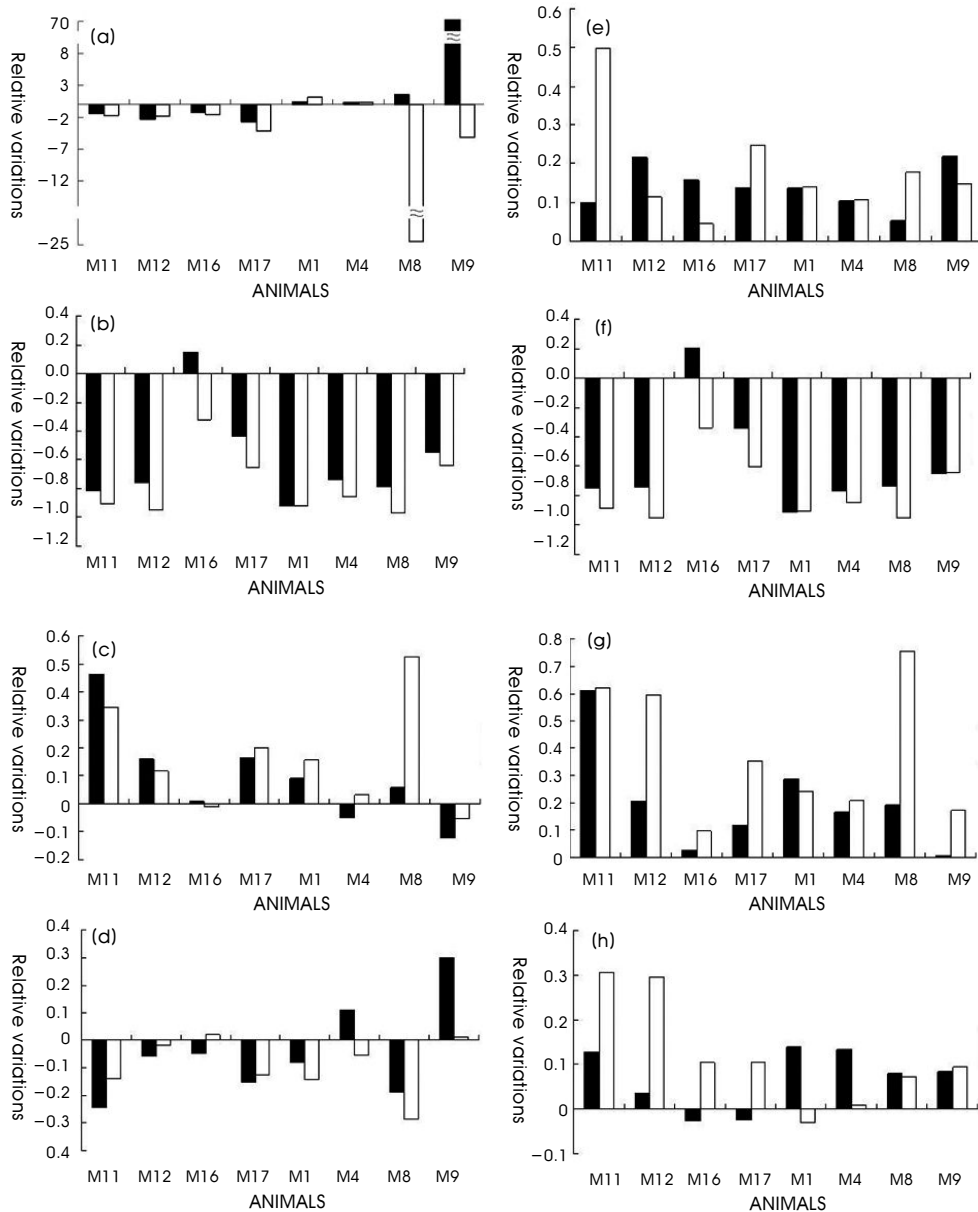 (a)
Relative variations
70
8
3
−2
−7
−12
−25
M11 M12 M16 M17 M1 M4 M8 M9
ANIMALS
(e)
Relative variations
0.6
0.5
0.4
0.3
0.2
0.1
0
M11 M12 M16 M17 M1 M4 M8 M9
ANIMALS
(b)
Relative variations
0.4
0.2
0.0
−0.4
−0.4
−0.6
−0.8
−1.0
−1.2
M11 M12 M16 M17 M1 M4 M8 M9
ANIMALS
(f)
Relative variations
0.4
0.2
0.0
−0.4
−0.4
−0.6
−0.8
−1.0
−1.2
M11 M12 M16 M17 M1 M4 M8 M9
ANIMALS
(c)
Relative variations
0.6
0.5
0.4
0.3
0.2
0.1
0
−0.1
−0.2
M11 M12 M16 M17 M1 M4 M8 M9
ANIMALS
(g)
Relative variations
0.8
0.7
0.6
0.5
0.4
0.3
0.2
0.1
0
M11 M12 M16 M17 M1 M4 M8 M9
ANIMALS
(d)
Relative variations
0.4
0.3
0.2
0.1
0
−0.1
−0.2
−0.3
0.4
M11 M12 M16 M17 M1 M4 M8 M9
ANIMALS
(h)
Relative variations
0.4
0.3
0.2
0.1
0
−0.1
M11 M12 M16 M17 M1 M4 M8 M9
ANIMALS